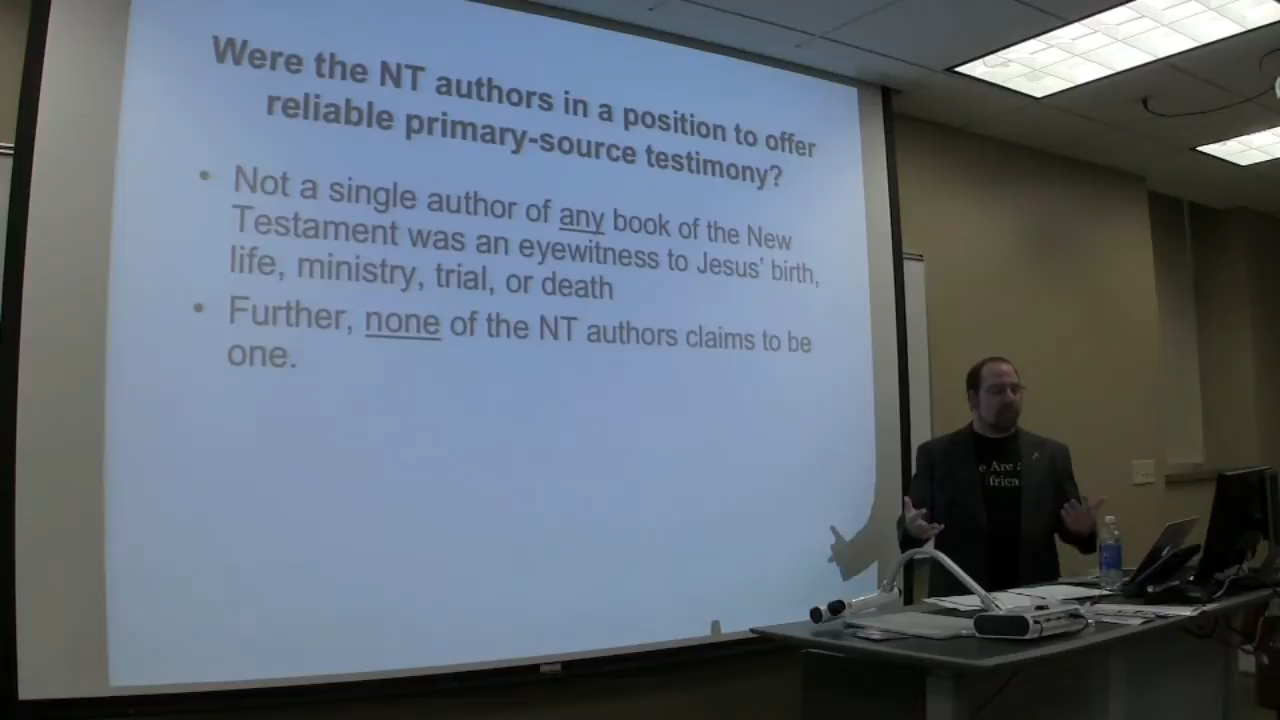 Were the NT authors in a position to offer
reliable primary-source testimony?
• Not a single author of any book of the New
Testament was an eyewitness to Jesus' birth,
life, ministry, trial, or death
• Further, none of the NT authors claims to be
one.
e Are
frica